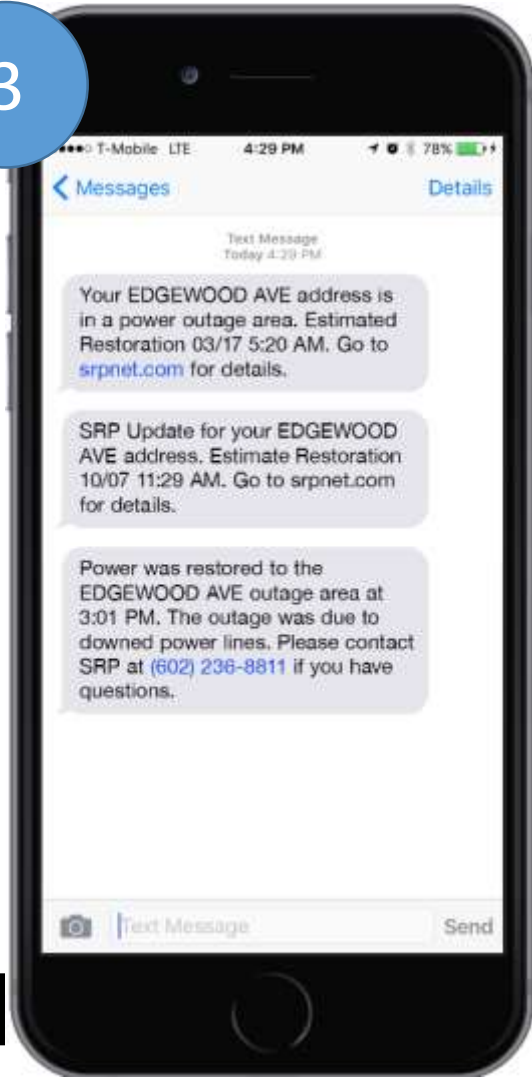 3
T-Mobile LTE 4:29 PM 78%
Messages Details
Text Message
Today 4:29 PM
Your EDGEWOOD AVE address is
in a power outage area. Estimated
Restoration 03/17 5:20 AM. Go to
srpnet.com for details.
SRP Update for your EDGEWOOD
AVE address. Estimate Restoration
10/07 11:29 AM. Go to srpnet.com
for details.
Power was restored to the
EDGEWOOD AVE outage area at
3:01 PM. The outage was due to
downed power lines. Please contact
SRP at (602) 236-8811 if you have
questions.
Text Message Send